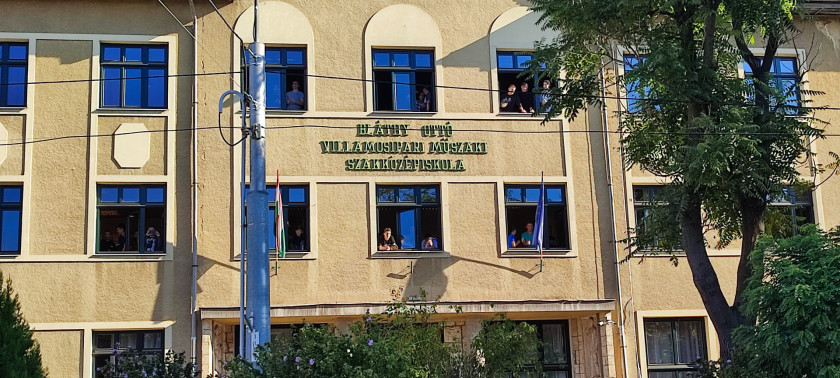 BLÁTHY OTTÓ
VILLAMOSIPARI MŰSZAKI
SZAKKÖZÉPISKOLA